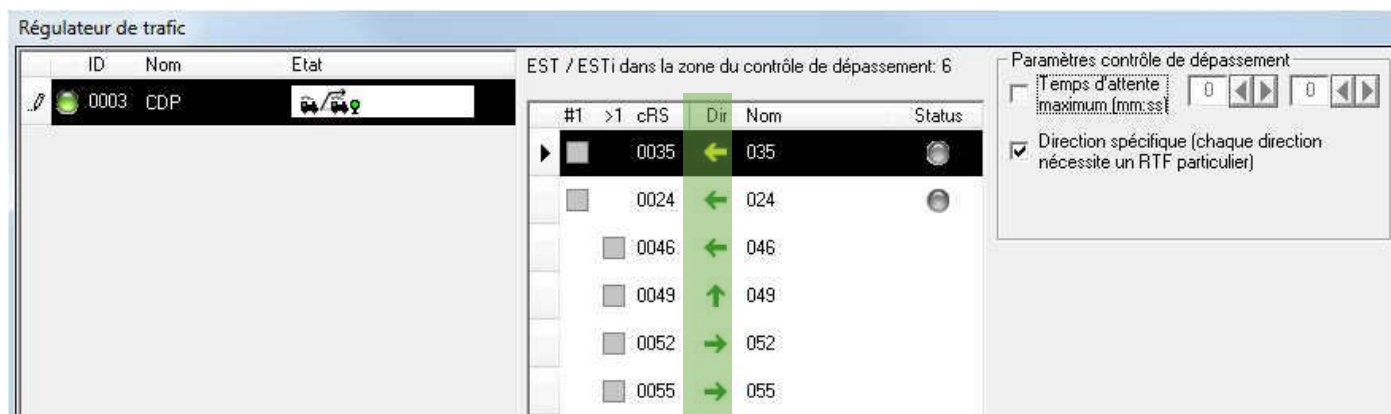 Régulateur de trafic
ID Nom Etat
0003 CDP
EST / ESTi dans la zone du contrôle de dépassement: 6
#1 >1 cRS Dir Nom Status
0035 035
0024 024
0046 046
0049 049
0052 052
0055 055
Paramètres contrôle de dépassement
Temps d'attente
maximum (mm:ss) 0 0
Direction spécifique (chaque direction
nécessite un RTF particulier)